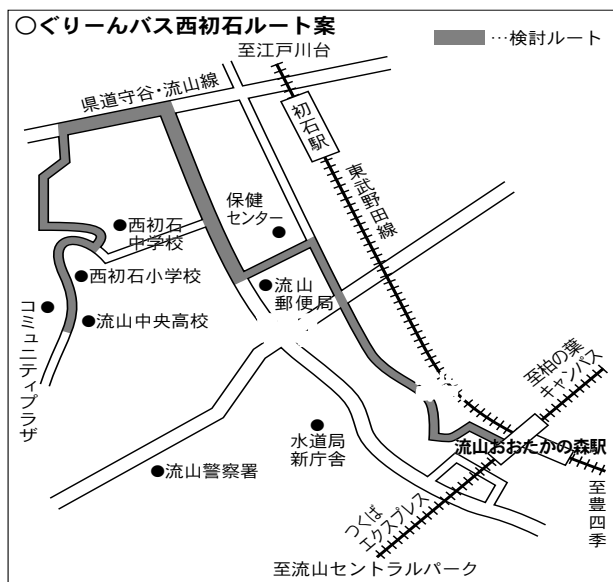 ○ぐりーんバス西初石ルート案
…検討ルート
至江戸川台
県道守谷・流山線
初石駅
東武野田線
保健
センター
西初石
中学校
西初石小学校
流山
郵便局
流山中央高校
コミュニティプラザ
至柏の葉
キャンパス
水道局
新庁舎
流山おおたかの森駅
流山警察署
つくば
エクスプレス
至豊四季
至流山セントラルパーク